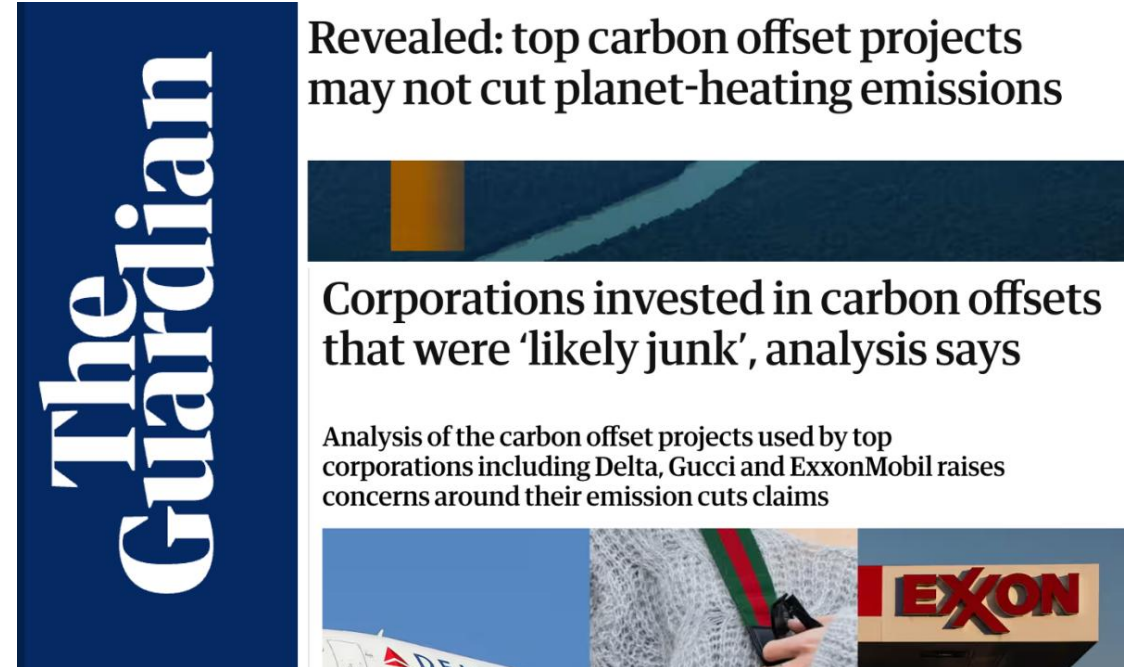 The
Guardian
Revealed: top carbon offset projects
may not cut planet-heating emissions
Corporations invested in carbon offsets
that were ‘likely junk’, analysis says
Analysis of the carbon offset projects used by top
corporations including Delta, Gucci and ExxonMobil raises
concerns around their emission cuts claims
EXXON